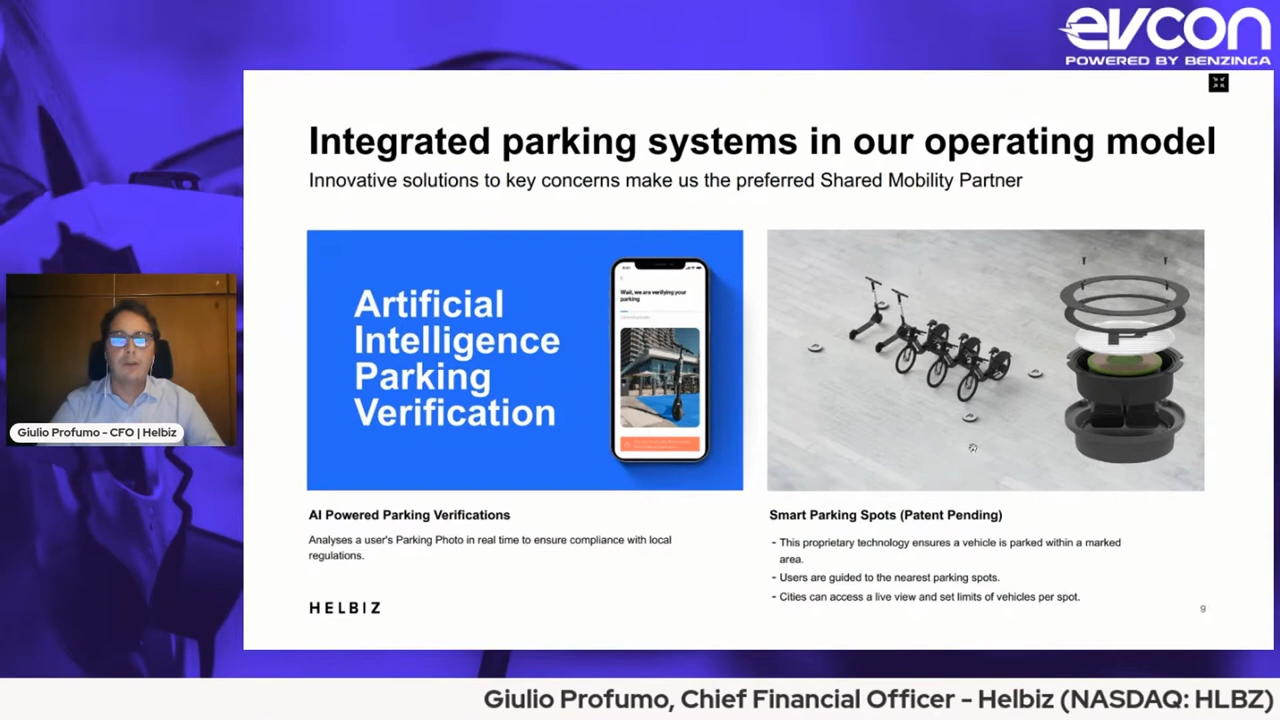 evcon
POWERED BY BENZINGA
Integrated parking systems in our operating model
Innovative solutions to key concerns make us the preferred Shared Mobility Partner
Artificial
Intelligence
Parking
Verification
Wait, we are verifying your
parking
Giulio Profumo - CFO | Helbiz
AI Powered Parking Verifications
Analyses a user's Parking Photo in real time to ensure compliance with local
regulations.
Smart Parking Spots (Patent Pending)
- This proprietary technology ensures a vehicle is parked within a marked
area.
- Users are guided to the nearest parking spots.
- Cities can access a live view and set limits of vehicles per spot.
HELBIZ
9
Giulio Profumo, Chief Financial Officer - Helbiz (NASDAQ: HLBZ)